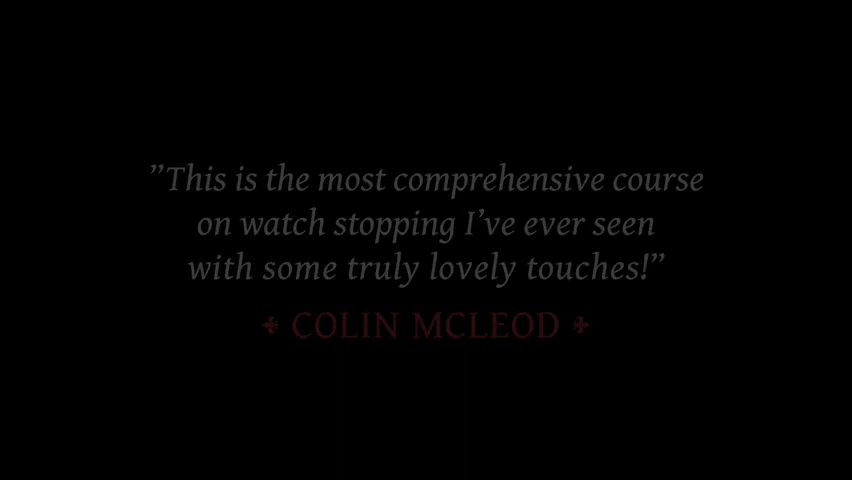 ”This is the most comprehensive course
on watch stopping I’ve ever seen
with some truly lovely touches!”
COLIN MCLEOD